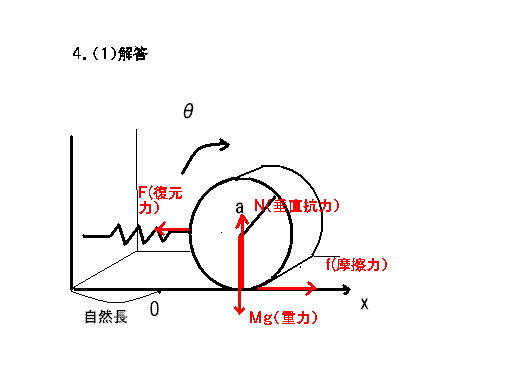 4．(1)解答
θ
F(復元
力)
a
N(垂直抗力)
f(摩擦力)
x
0
自然長
Mg(重力)